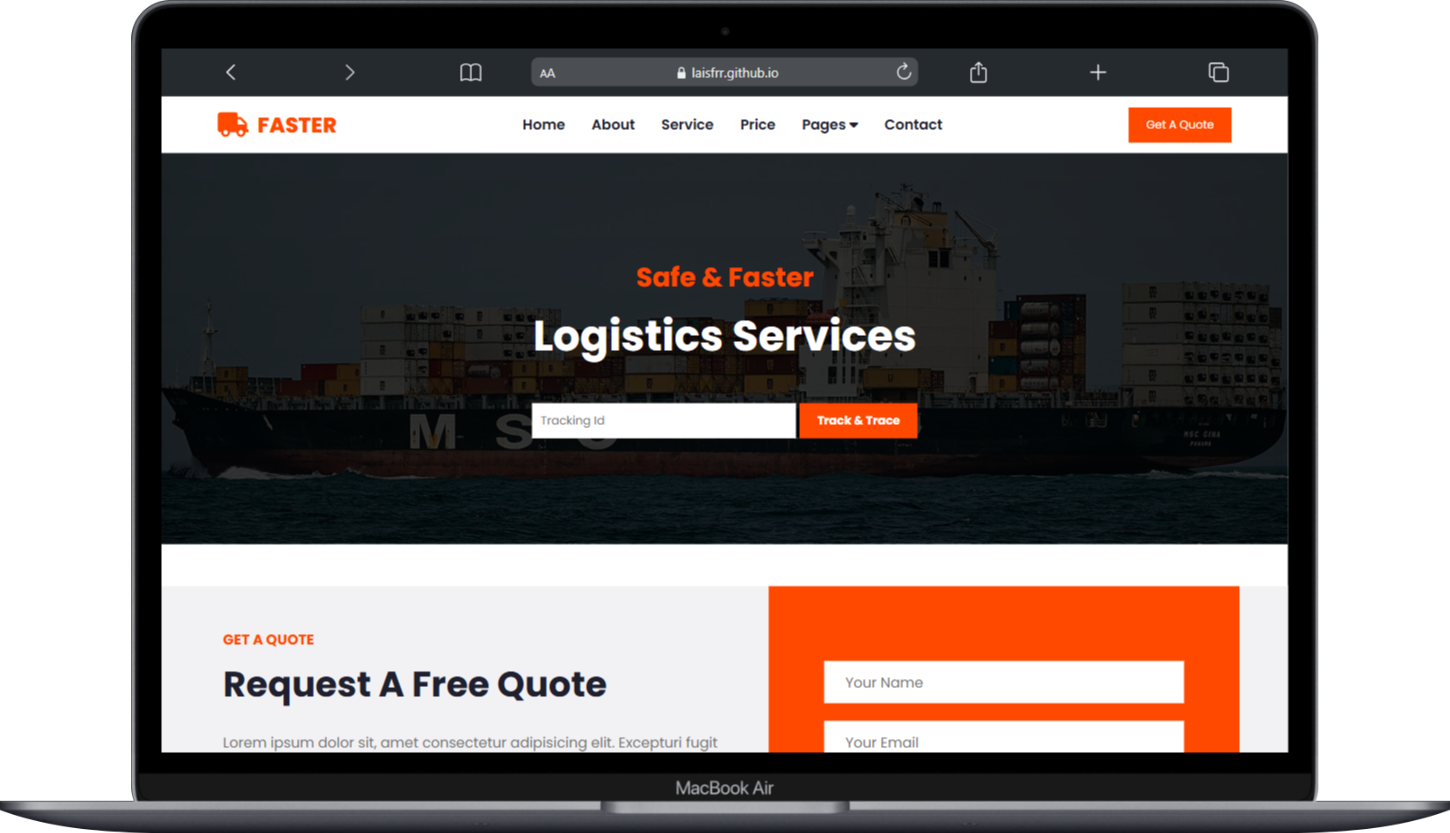 AA
laisfrr.github.io
FASTER
Home About Service Price Pages Contact
Get A Quote
Safe & Faster
Logistics Services
Tracking Id
Track & Trace
M S C
MSC GINA
PANAMA
GET A QUOTE
Request A Free Quote
Lorem ipsum dolor sit, amet consectetur adipisicing elit. Excepturi fugit
Your Name
Your Email
MacBook Air